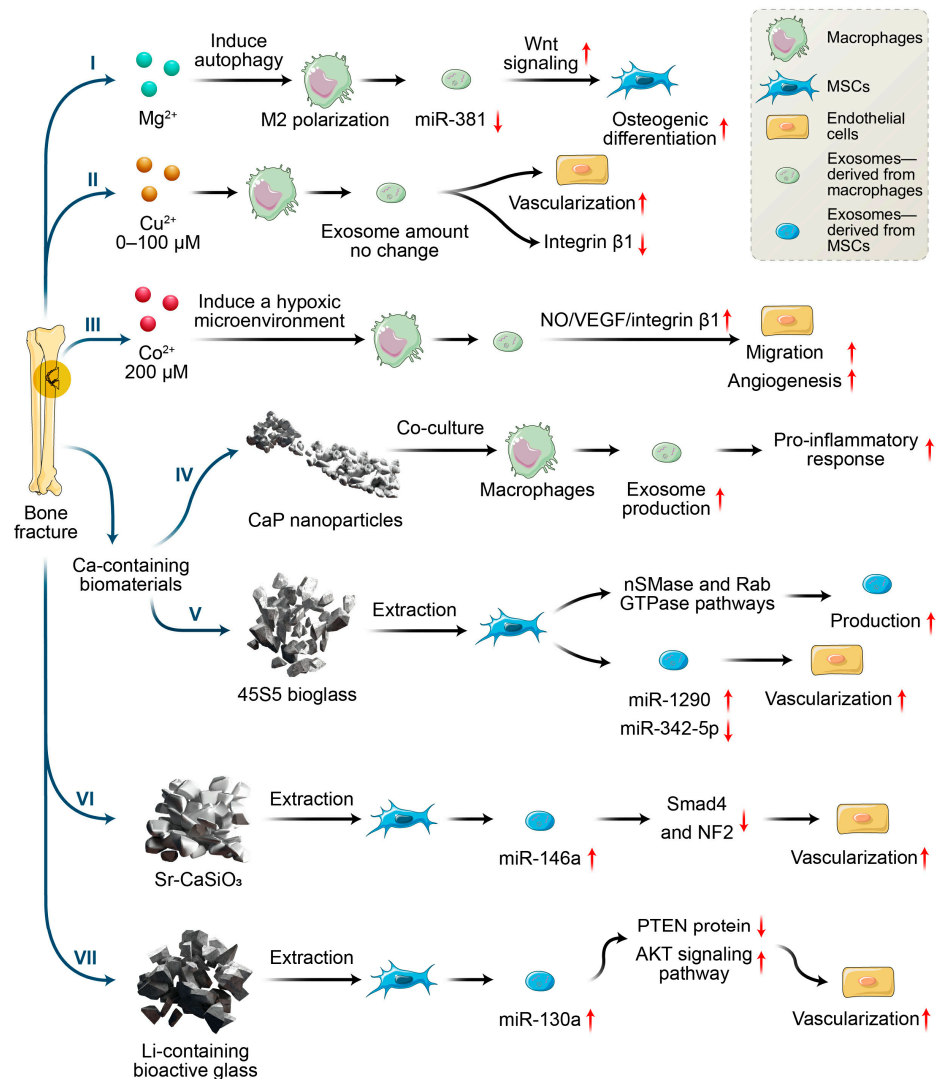 I
Mg²⁺
Induce
autophagy
M2 polarization
miR-381
Wnt
signaling
Osteogenic
differentiation
Macrophages
MSCs
Endothelial
cells
Exosomes—
derived from
macrophages
Exosomes—
derived from
MSCs
II
Cu²⁺
0–100 µM
Exosome amount
no change
Vascularization
Integrin β1
III
Co²⁺
200 µM
Induce a hypoxic
microenvironment
NO/VEGF/integrin β1
Migration
Angiogenesis
Bone
fracture
Ca-containing
biomaterials
IV
CaP nanoparticles
Co-culture
Macrophages
Exosome
production
Pro-inflammatory
response
V
45S5 bioglass
Extraction
nSMase and Rab
GTPase pathways
Production
miR-1290
miR-342-5p
Vascularization
VI
Sr-CaSiO₃
Extraction
miR-146a
Smad4
and NF2
Vascularization
VII
Li-containing
bioactive glass
Extraction
miR-130a
PTEN protein
AKT signaling
pathway
Vascularization